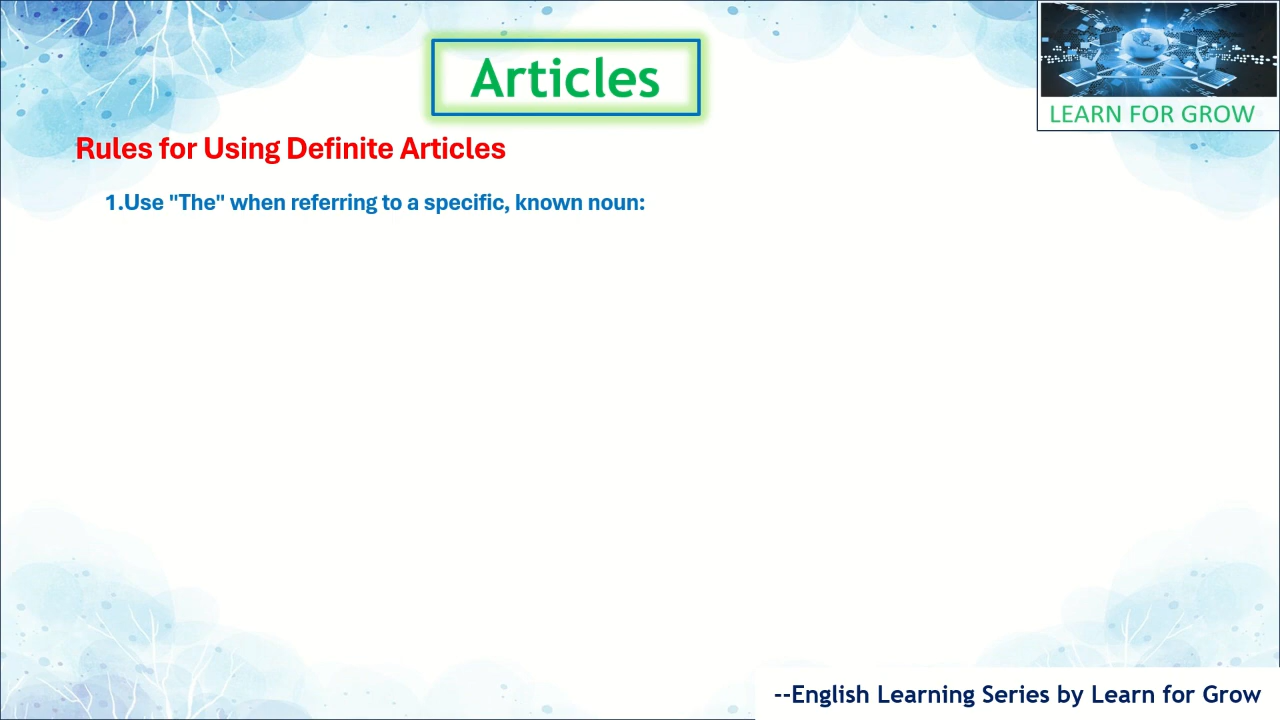 Articles
LEARN FOR GROW
Rules for Using Definite Articles
1.Use "The" when referring to a specific, known noun:
--English Learning Series by Learn for Grow